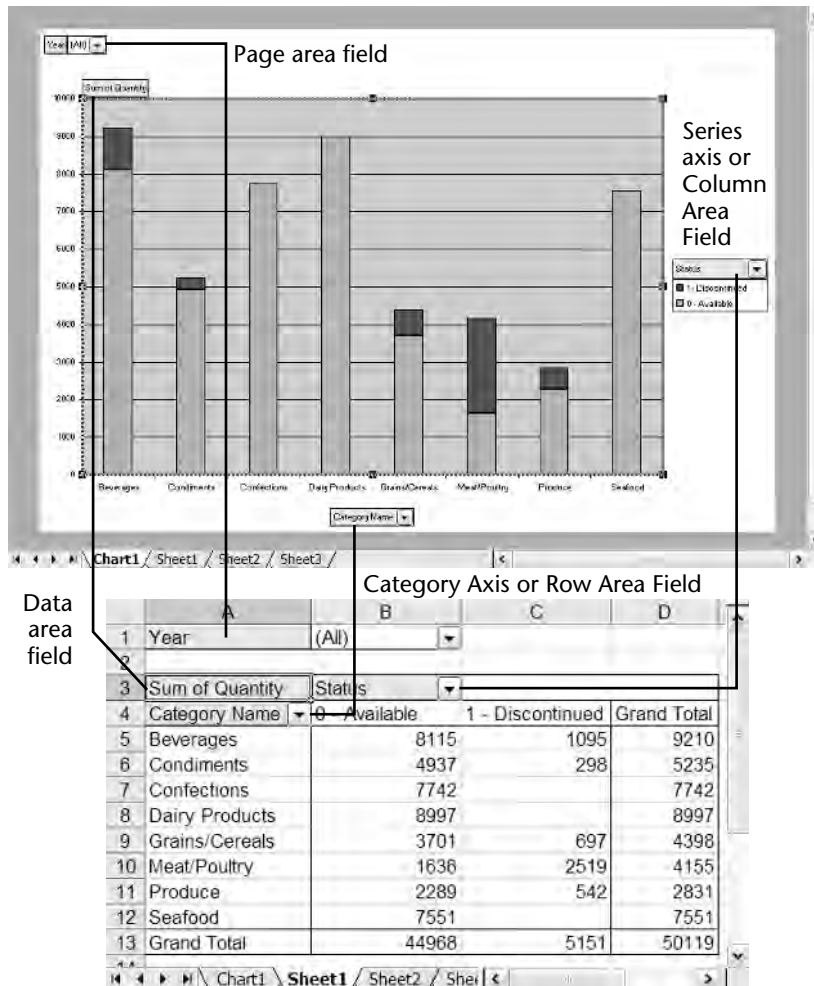 Year (All)
Page area field
Sum of Quantity
10000
9000
8000
7000
6000
5000
4000
3000
2000
1000
0
Series
axis or
Column
Area
Field
Status
1 - Discontinued
0 - Available
Beverages Condiments Confections Dairy Products Grains/Cereals Meat/Poultry Produce Seafood
Category Name
Chart1 / Sheet1 / Sheet2 / Sheet3 /
Category Axis or Row Area Field
Data
area
field
A B C D
1 Year (All)
2
3 Sum of Quantity Status
4 Category Name 0 - Available 1 - Discontinued Grand Total
5 Beverages 8115 1095 9210
6 Condiments 4937 298 5235
7 Confections 7742 7742
8 Dairy Products 8997 8997
9 Grains/Cereals 3701 697 4398
10 Meat/Poultry 1636 2519 4155
11 Produce 2289 542 2831
12 Seafood 7551 7551
13 Grand Total 44968 5151 50119
Chart1 \ Sheet1 / Sheet2 / Shee